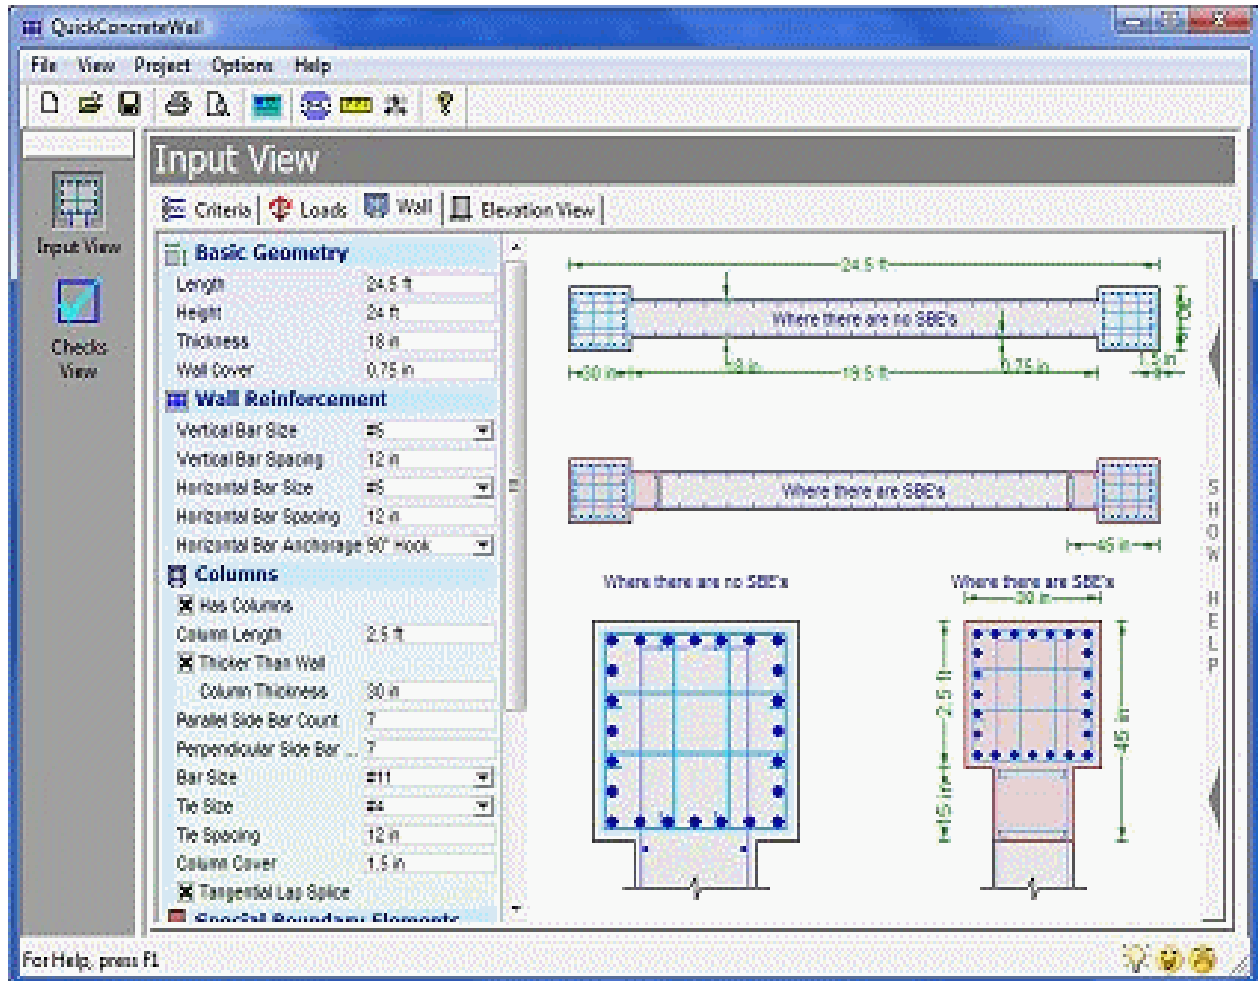 QuickConcreteWall
File View Project Options Help
Input View
Input View
Checks
View
Criteria Loads Wall Elevation View
Basic Geometry
Length 24.5 ft
Height 24 ft
Thickness 18 in
Wall Cover 0.75 in
Wall Reinforcement
Vertical Bar Size
Vertical Bar Spacing 12 in
Horizontal Bar Size
Horizontal Bar Spacing 12 in
Horizontal Bar Anchorage 90° Hook
Columns
Has Columns
Column Length 2.5 ft
Thicker Than Wall
Column Thickness 30 in
Parallel Side Bar Count 7
Perpendicular Side Bar ... 7
Bar Size #11
Tie Size #4
Tie Spacing 12 in
Column Cover 1.5 in
Tangential Lap Splice
Special Boundary Elements
24.5 ft
Where there are no SBE's
30 in
18 in
19.5 ft
0.75 in
1.5 in
30 in
Where there are SBE's
45 in
Where there are no SBE's
Where there are SBE's
30 in
2.5 ft
15 in
45 in
SHOW HELP
For Help, press F1